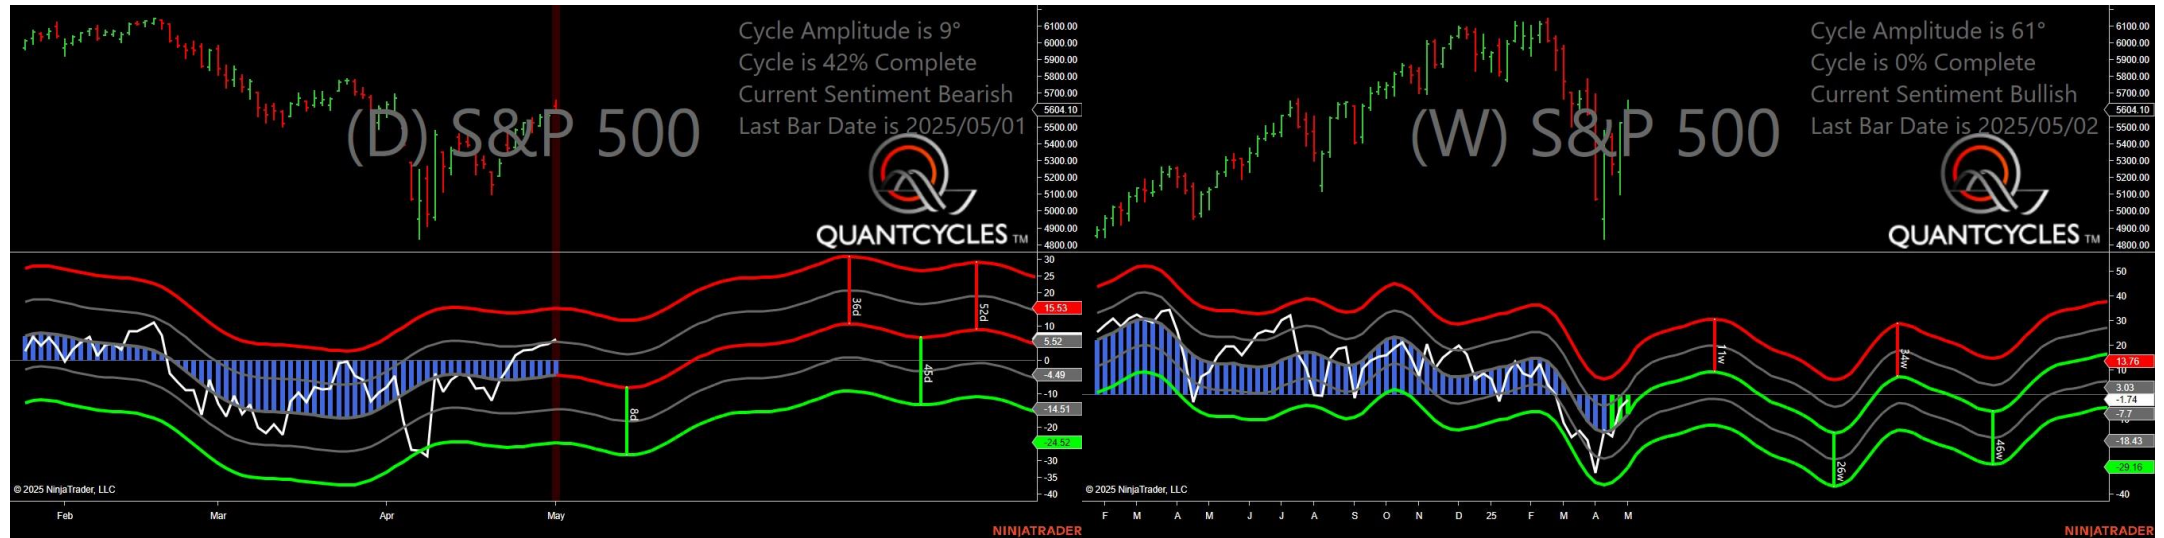 Cycle Amplitude is 9°
Cycle is 42% Complete
Current Sentiment Bearish
Last Bar Date is 2025/05/01
(D) S&P 500
QUANTCYCLES TM
6100.00
6000.00
5900.00
5800.00
5700.00
5604.10
5500.00
5400.00
5300.00
5200.00
5100.00
5000.00
4900.00
4800.00
30
25
20
15.53
10
5.52
0
-4.49
-10
-14.51
-20
-24.52
-30
-35
-40
8d
36d
45d
52d
© 2025 NinjaTrader, LLC
Feb Mar Apr May
NINJATRADER
Cycle Amplitude is 61°
Cycle is 0% Complete
Current Sentiment Bullish
Last Bar Date is 2025/05/02
(W) S&P 500
QUANTCYCLES TM
6100.00
6000.00
5900.00
5800.00
5700.00
5604.10
5500.00
5400.00
5300.00
5200.00
5100.00
5000.00
4900.00
4800.00
50
40
30
20
13.76
10
3.03
-1.74
-7.7
-18.43
-29.16
-40
11w
26w
34w
46w
© 2025 NinjaTrader, LLC
F M A M J J A S O N D 25 F M A M
NINJATRADER